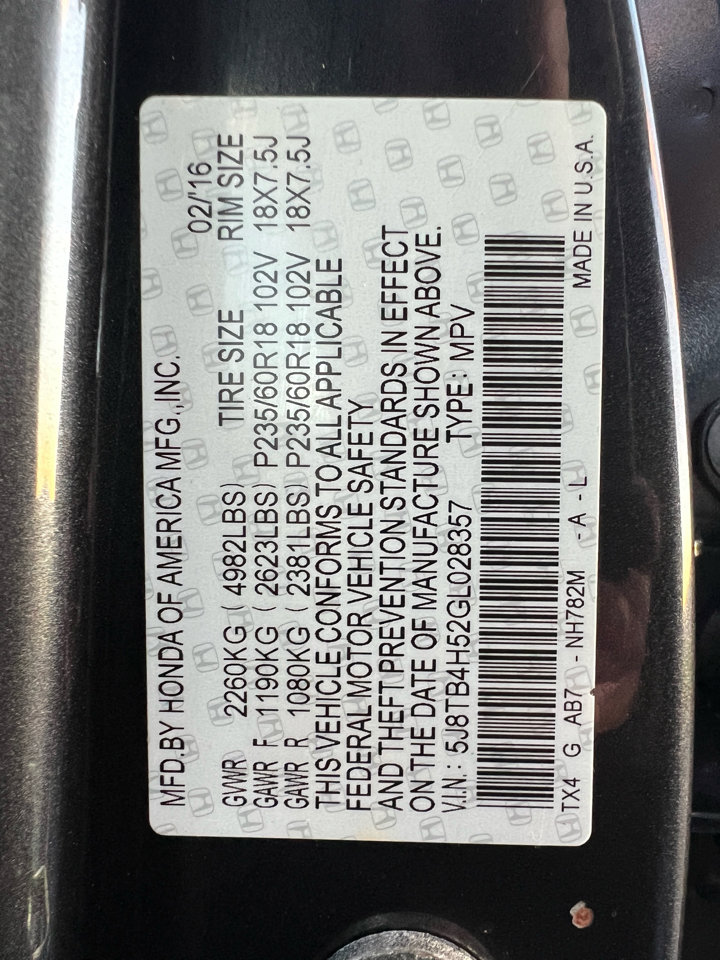 MFD.BY HONDA OF AMERICA MFG.,INC. 02/'16
GVWR 2260KG ( 4982LBS) TIRE SIZE RIM SIZE
GAWR F 1190KG ( 2623LBS) P235/60R18 102V 18X7.5J
GAWR R 1080KG ( 2381LBS) P235/60R18 102V 18X7.5J
THIS VEHICLE CONFORMS TO ALL APPLICABLE
FEDERAL MOTOR VEHICLE SAFETY
AND THEFT PREVENTION STANDARDS IN EFFECT
ON THE DATE OF MANUFACTURE SHOWN ABOVE.
V.I.N.: 5J8TB4H52GL028357 TYPE: MPV
TX4 G AB7 - NH782M - A - L MADE IN U.S.A.